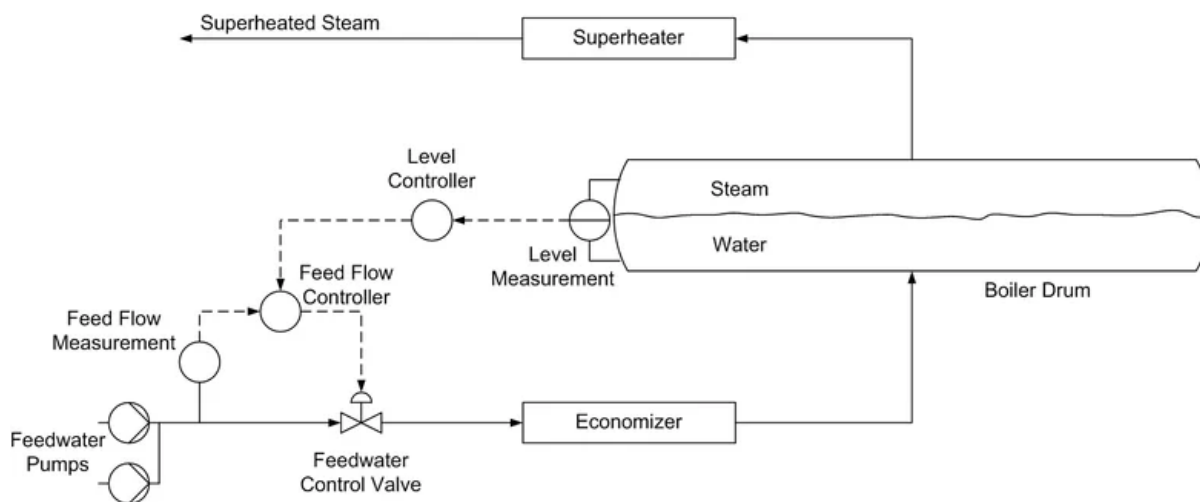 Superheated Steam
Superheater
Level
Controller
Steam
Water
Level
Measurement
Boiler Drum
Feed Flow
Controller
Feed Flow
Measurement
Feedwater
Pumps
Economizer
Feedwater
Control Valve